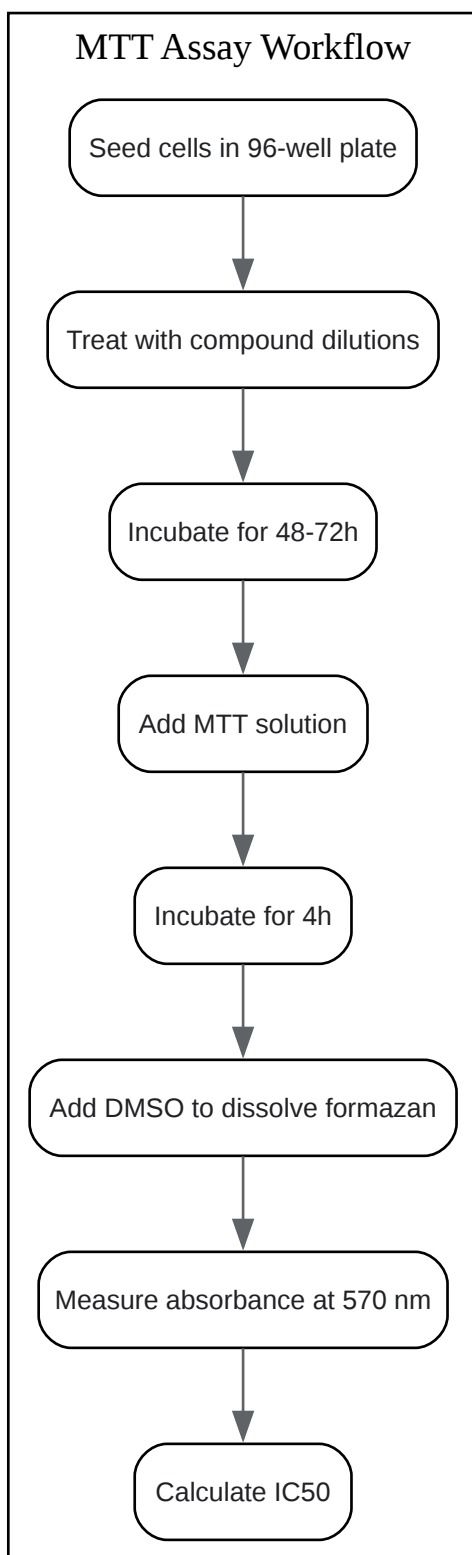 MTT Assay Workflow
Seed cells in 96-well plate
Treat with compound dilutions
Incubate for 48-72h
Add MTT solution
Incubate for 4h
Add DMSO to dissolve formazan
Measure absorbance at 570 nm
Calculate IC50